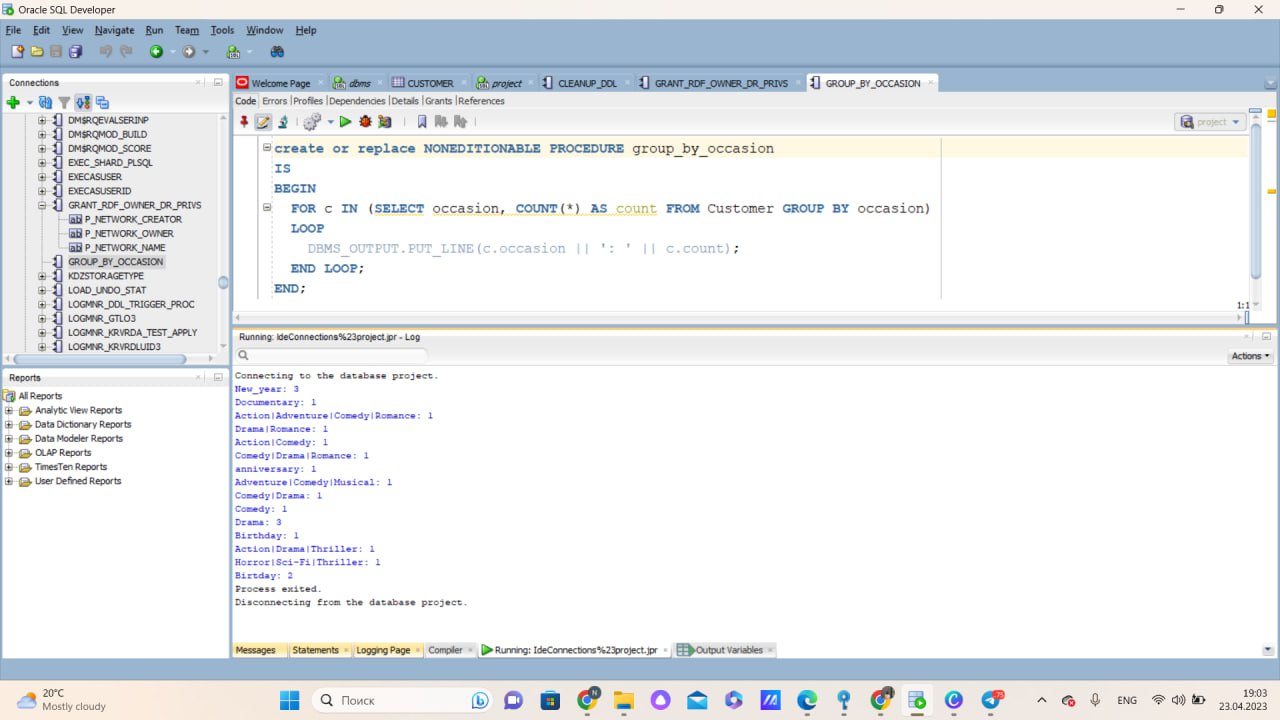 Oracle SQL Developer
File Edit View Navigate Run Team Tools Window Help
Connections
DM$RQEVALSERINP
DM$RQMOD_BUILD
DM$RQMOD_SCORE
EXEC_SHARD_PLSQL
EXECASUSER
EXECASUSERID
GRANT_RDF_OWNER_DR_PRIVS
P_NETWORK_CREATOR
P_NETWORK_OWNER
P_NETWORK_NAME
GROUP_BY_OCCASION
KDZSTORAGETYPE
LOAD_UNDO_STAT
LOGMNR_DDL_TRIGGER_PROC
LOGMNR_GTLO3
LOGMNR_KRVRDA_TEST_APPLY
LOGMNR_KRVRDLUID3
Reports
All Reports
Analytic View Reports
Data Dictionary Reports
Data Modeler Reports
OLAP Reports
TimesTen Reports
User Defined Reports
Welcome Page dbms CUSTOMER project CLEANUP_DDL GRANT_RDF_OWNER_DR_PRIVS GROUP_BY_OCCASION
Code Errors |Profiles |Dependencies |Details |Grants |References
project
create or replace NONEDITIONABLE PROCEDURE group_by_occasion
IS
BEGIN
FOR c IN (SELECT occasion, COUNT(*) AS count FROM Customer GROUP BY occasion)
LOOP
DBMS_OUTPUT.PUT_LINE(c.occasion || ': ' || c.count);
END LOOP;
END;
1:1
Running: IdeConnections%23project.jpr - Log
Actions
Connecting to the database project.
New_year: 3
Documentary: 1
Action|Adventure|Comedy|Romance: 1
Drama|Romance: 1
Action|Comedy: 1
Comedy|Drama|Romance: 1
anniversary: 1
Adventure|Comedy|Musical: 1
Comedy|Drama: 1
Comedy: 1
Drama: 3
Birthday: 1
Action|Drama|Thriller: 1
Horror|Sci-Fi|Thriller: 1
Birtday: 2
Process exited.
Disconnecting from the database project.
Messages Statements Logging Page Compiler Running: IdeConnections%23project.jpr Output Variables
20°C
Mostly cloudy
Поиск
ENG
19:03
23.04.2023